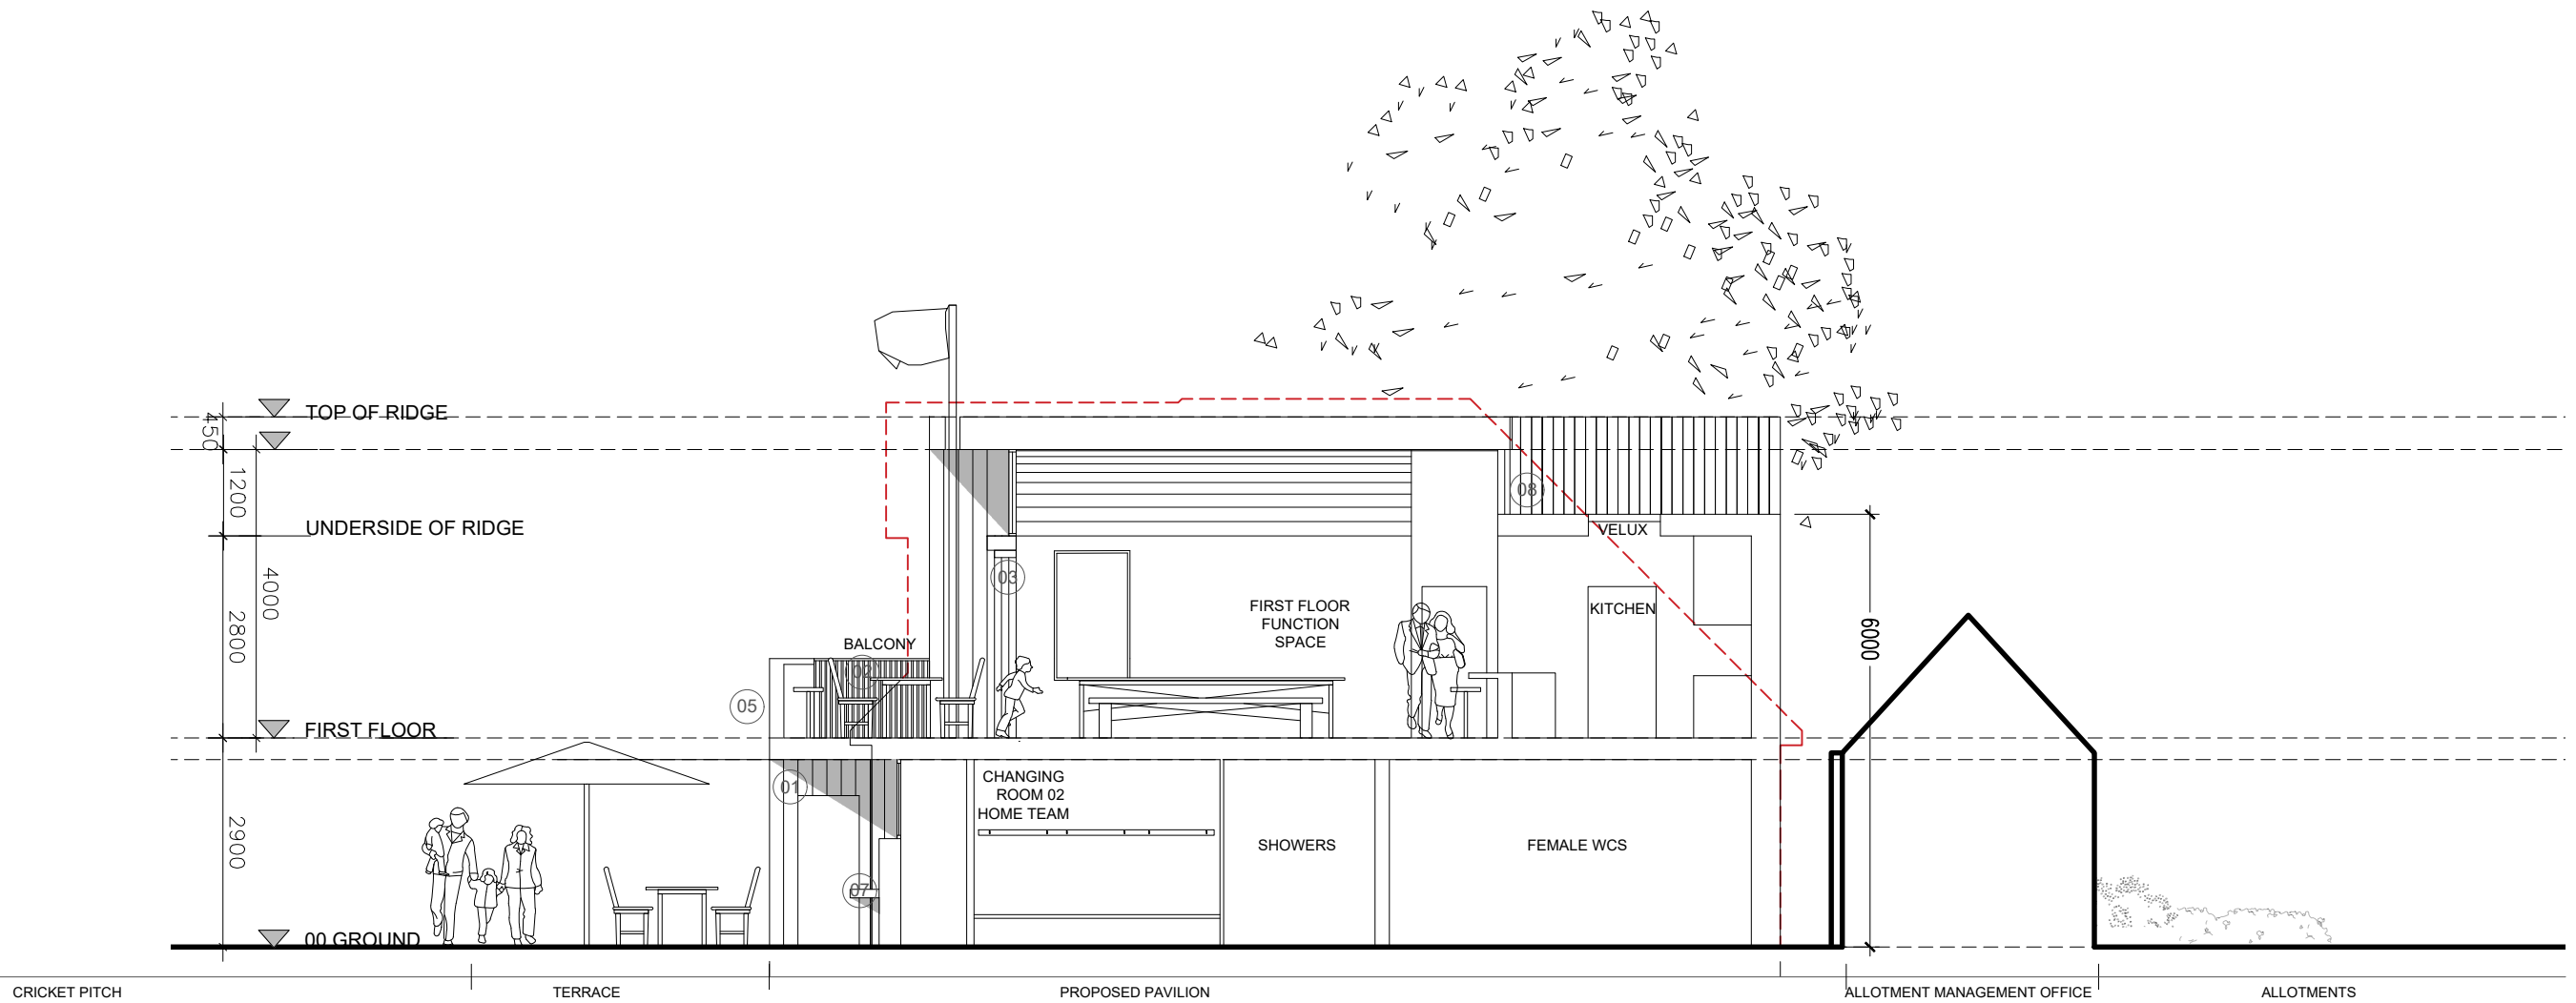 TOP OF RIDGE
450
1200
UNDERSIDE OF RIDGE
4000
2800
08
VELUX
03
FIRST FLOOR
FUNCTION
SPACE
KITCHEN
6000
BALCONY
02
05
FIRST FLOOR
01
CHANGING
ROOM 02
HOME TEAM
2900
SHOWERS
FEMALE WCS
07
00 GROUND
CRICKET PITCH
TERRACE
PROPOSED PAVILION
ALLOTMENT MANAGEMENT OFFICE
ALLOTMENTS